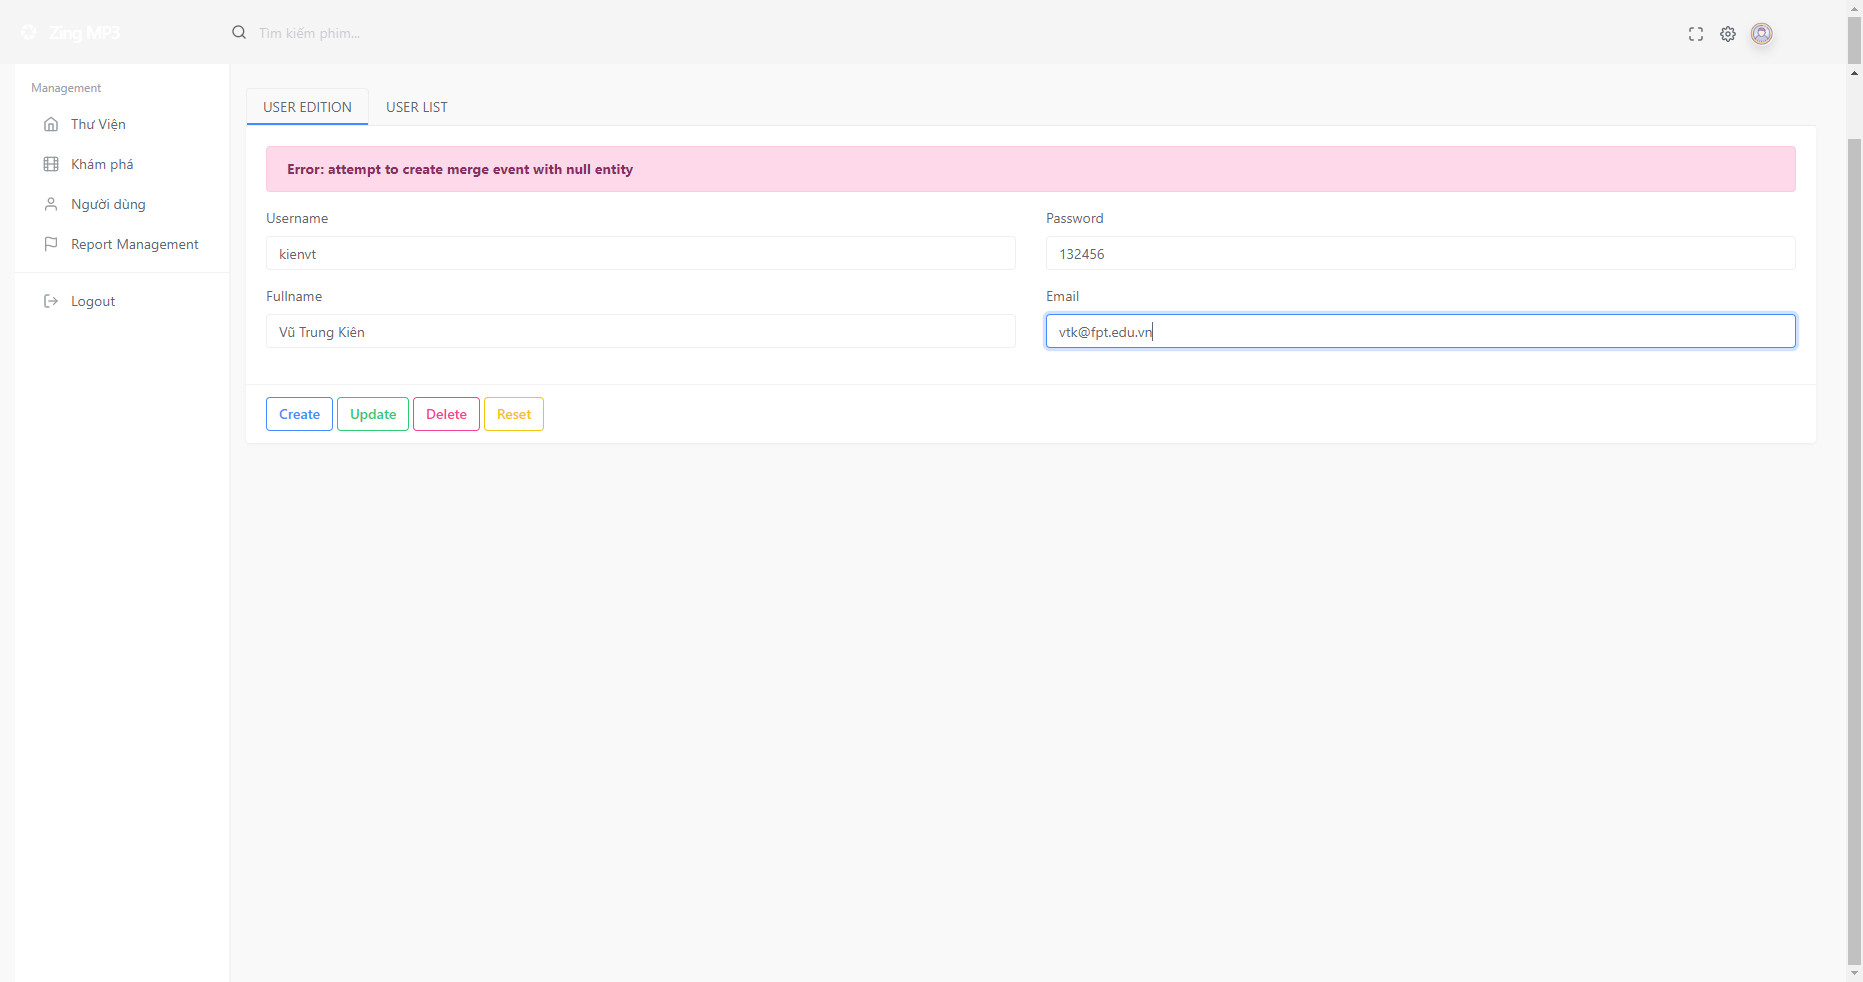 Zing MP3
Tìm kiếm phim...
Management
Thư Viện
Khám phá
Người dùng
Report Management
Logout
USER EDITION
USER LIST
Error: attempt to create merge event with null entity
Username
Password
kienvt
132456
Fullname
Email
Vũ Trung Kiên
vtk@fpt.edu.vn
Create
Update
Delete
Reset